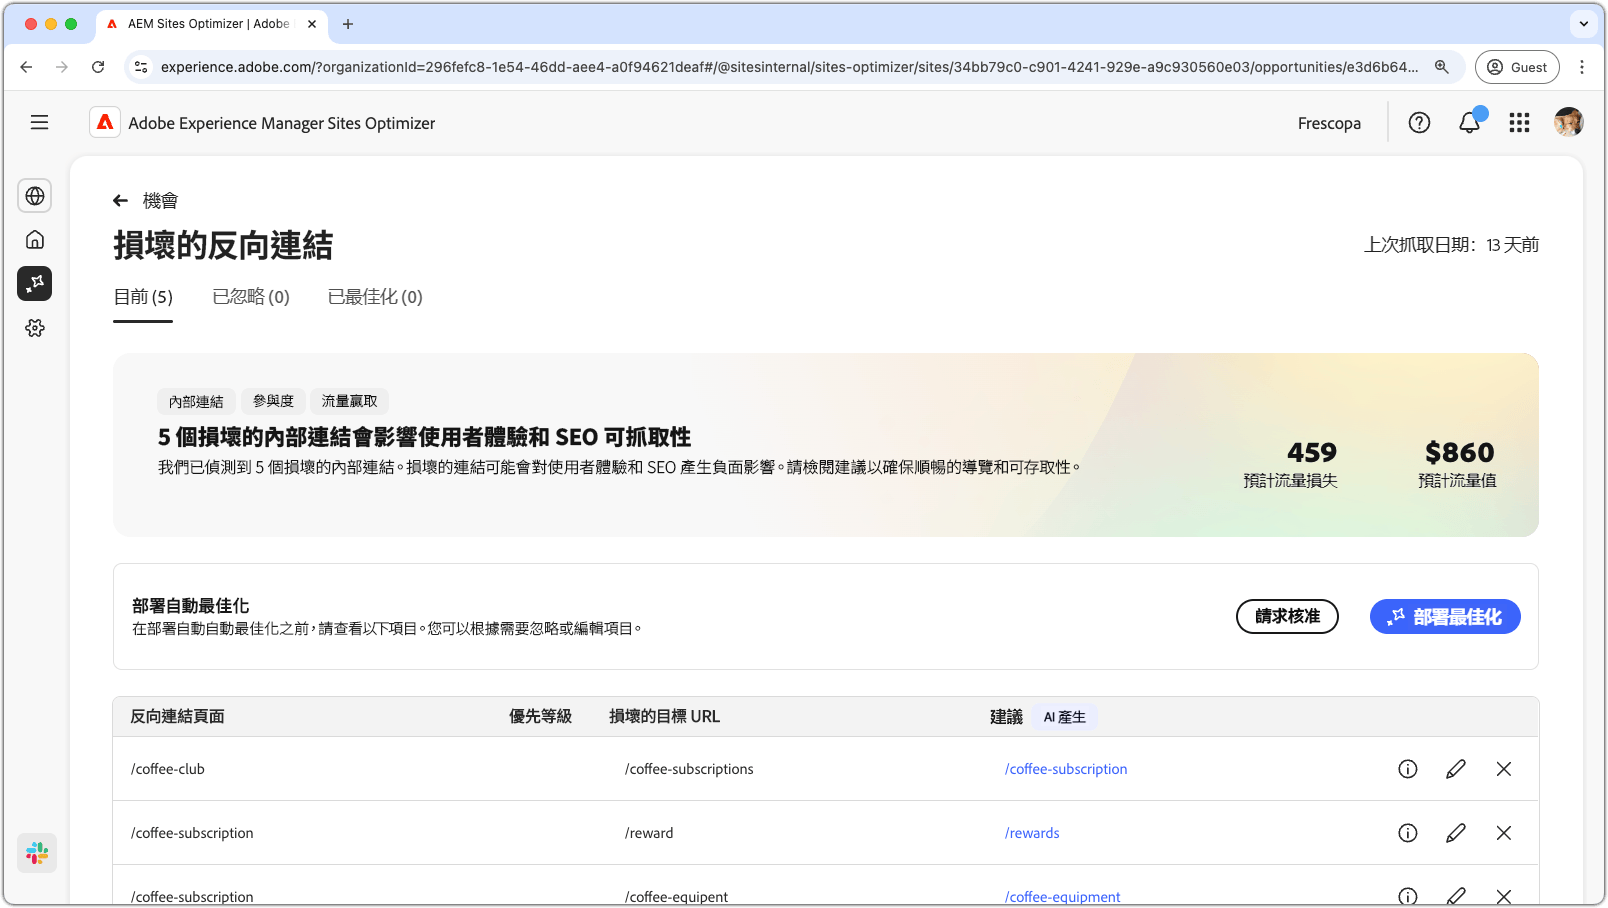 AEM Sites Optimizer | Adobe
experience.adobe.com/?organizationId=296fefc8-1e54-46dd-aee4-a0f94621deaf#/@sitesinternal/sites-optimizer/sites/34bb79c0-c901-4241-929e-a9c930560e03/opportunities/e3d6b64...
Guest
Adobe Experience Manager Sites Optimizer
Frescopa
機會
損壞的反向連結
上次抓取日期：13 天前
目前 (5)
已忽略 (0)
已最佳化 (0)
內部連結
參與度
流量贏取
5 個損壞的內部連結會影響使用者體驗和 SEO 可抓取性
我們已偵測到 5 個損壞的內部連結。損壞的連結可能會對使用者體驗和 SEO 產生負面影響。請檢閱建議以確保順暢的導覽和可存取性。
459
預計流量損失
$860
預計流量值
部署自動最佳化
在部署自動自動最佳化之前，請查看以下項目。您可以根據需要忽略或編輯項目。
請求核准
部署最佳化
反向連結頁面
優先等級
損壞的目標 URL
建議
AI 產生
/coffee-club
/coffee-subscriptions
/coffee-subscription
/coffee-subscription
/reward
/rewards
/coffee-subscription
/coffee-equipent
/coffee-equipment